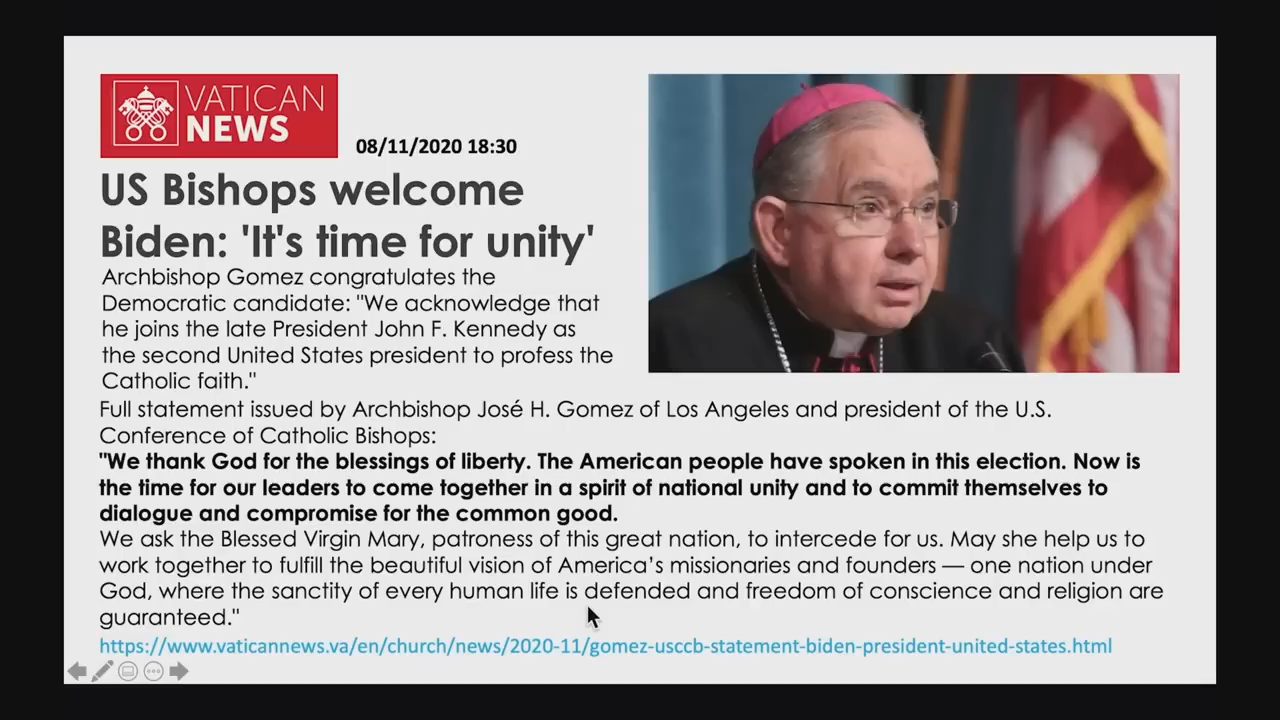 VATICAN
NEWS
08/11/2020 18:30
US Bishops welcome
Biden: 'It's time for unity'
Archbishop Gomez congratulates the
Democratic candidate: "We acknowledge that
he joins the late President John F. Kennedy as
the second United States president to profess the
Catholic faith."
Full statement issued by Archbishop José H. Gomez of Los Angeles and president of the U.S.
Conference of Catholic Bishops:
"We thank God for the blessings of liberty. The American people have spoken in this election. Now is
the time for our leaders to come together in a spirit of national unity and to commit themselves to
dialogue and compromise for the common good.
We ask the Blessed Virgin Mary, patroness of this great nation, to intercede for us. May she help us to
work together to fulfill the beautiful vision of America’s missionaries and founders — one nation under
God, where the sanctity of every human life is defended and freedom of conscience and religion are
guaranteed."
https://www.vaticannews.va/en/church/news/2020-11/gomez-usccb-statement-biden-president-united-states.html